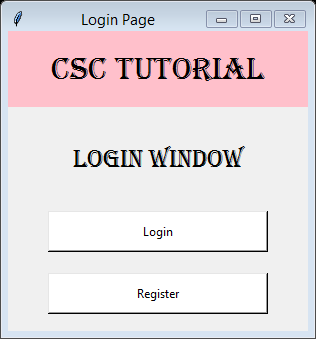 Login Page
CSC TUTORIAL
LOGIN WINDOW
Login
Register